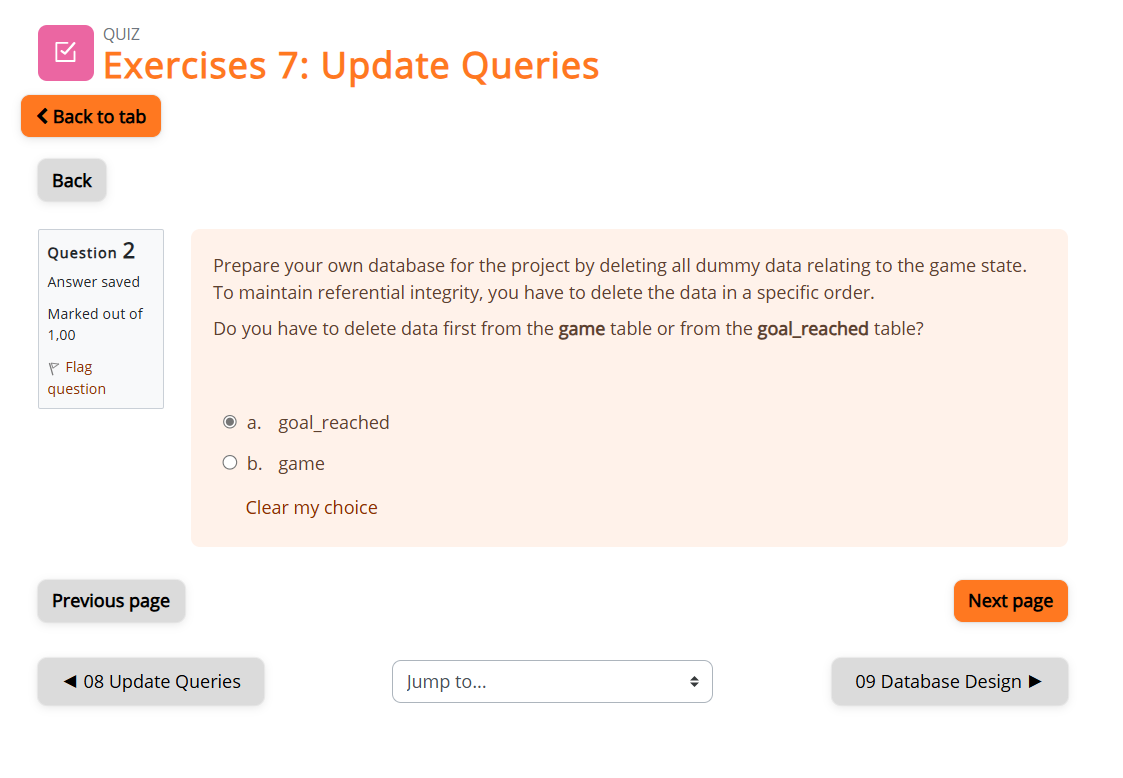 QUIZ
Exercises 7: Update Queries
Back to tab
Back
Question 2
Answer saved
Marked out of
1,00
Flag
question
Prepare your own database for the project by deleting all dummy data relating to the game state.
To maintain referential integrity, you have to delete the data in a specific order.
Do you have to delete data first from the game table or from the goal_reached table?
a. goal_reached
b. game
Clear my choice
Previous page
Next page
◀ 08 Update Queries
Jump to...
09 Database Design ▶